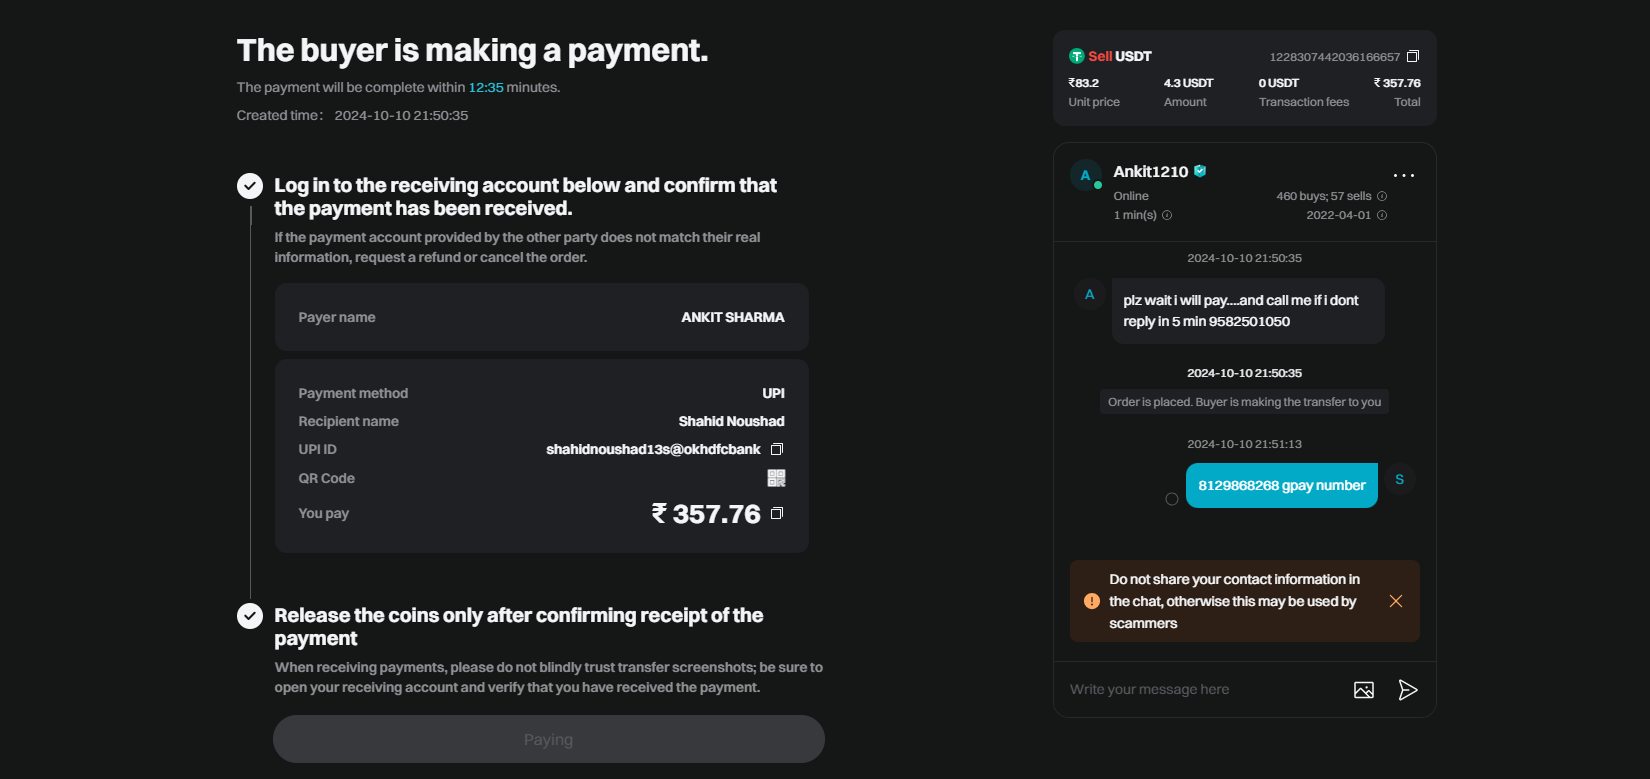 The buyer is making a payment.
The payment will be complete within 12:35 minutes.
Created time： 2024-10-10 21:50:35
Log in to the receiving account below and confirm that
the payment has been received.
If the payment account provided by the other party does not match their real
information, request a refund or cancel the order.
Payer name ANKIT SHARMA
Payment method UPI
Recipient name Shahid Noushad
UPI ID shahidnoushad13s@okhdfcbank
QR Code
You pay ₹ 357.76
Release the coins only after confirming receipt of the
payment
When receiving payments, please do not blindly trust transfer screenshots; be sure to
open your receiving account and verify that you have received the payment.
Paying
Sell USDT 1228307442036166657
₹83.2 4.3 USDT 0 USDT ₹ 357.76
Unit price Amount Transaction fees Total
A Ankit1210
Online 460 buys; 57 sells
1 min(s) 2022-04-01
2024-10-10 21:50:35
A plz wait i will pay....and call me if i dont
reply in 5 min 9582501050
2024-10-10 21:50:35
Order is placed. Buyer is making the transfer to you
2024-10-10 21:51:13
8129868268 gpay number S
Do not share your contact information in
the chat, otherwise this may be used by
scammers
Write your message here